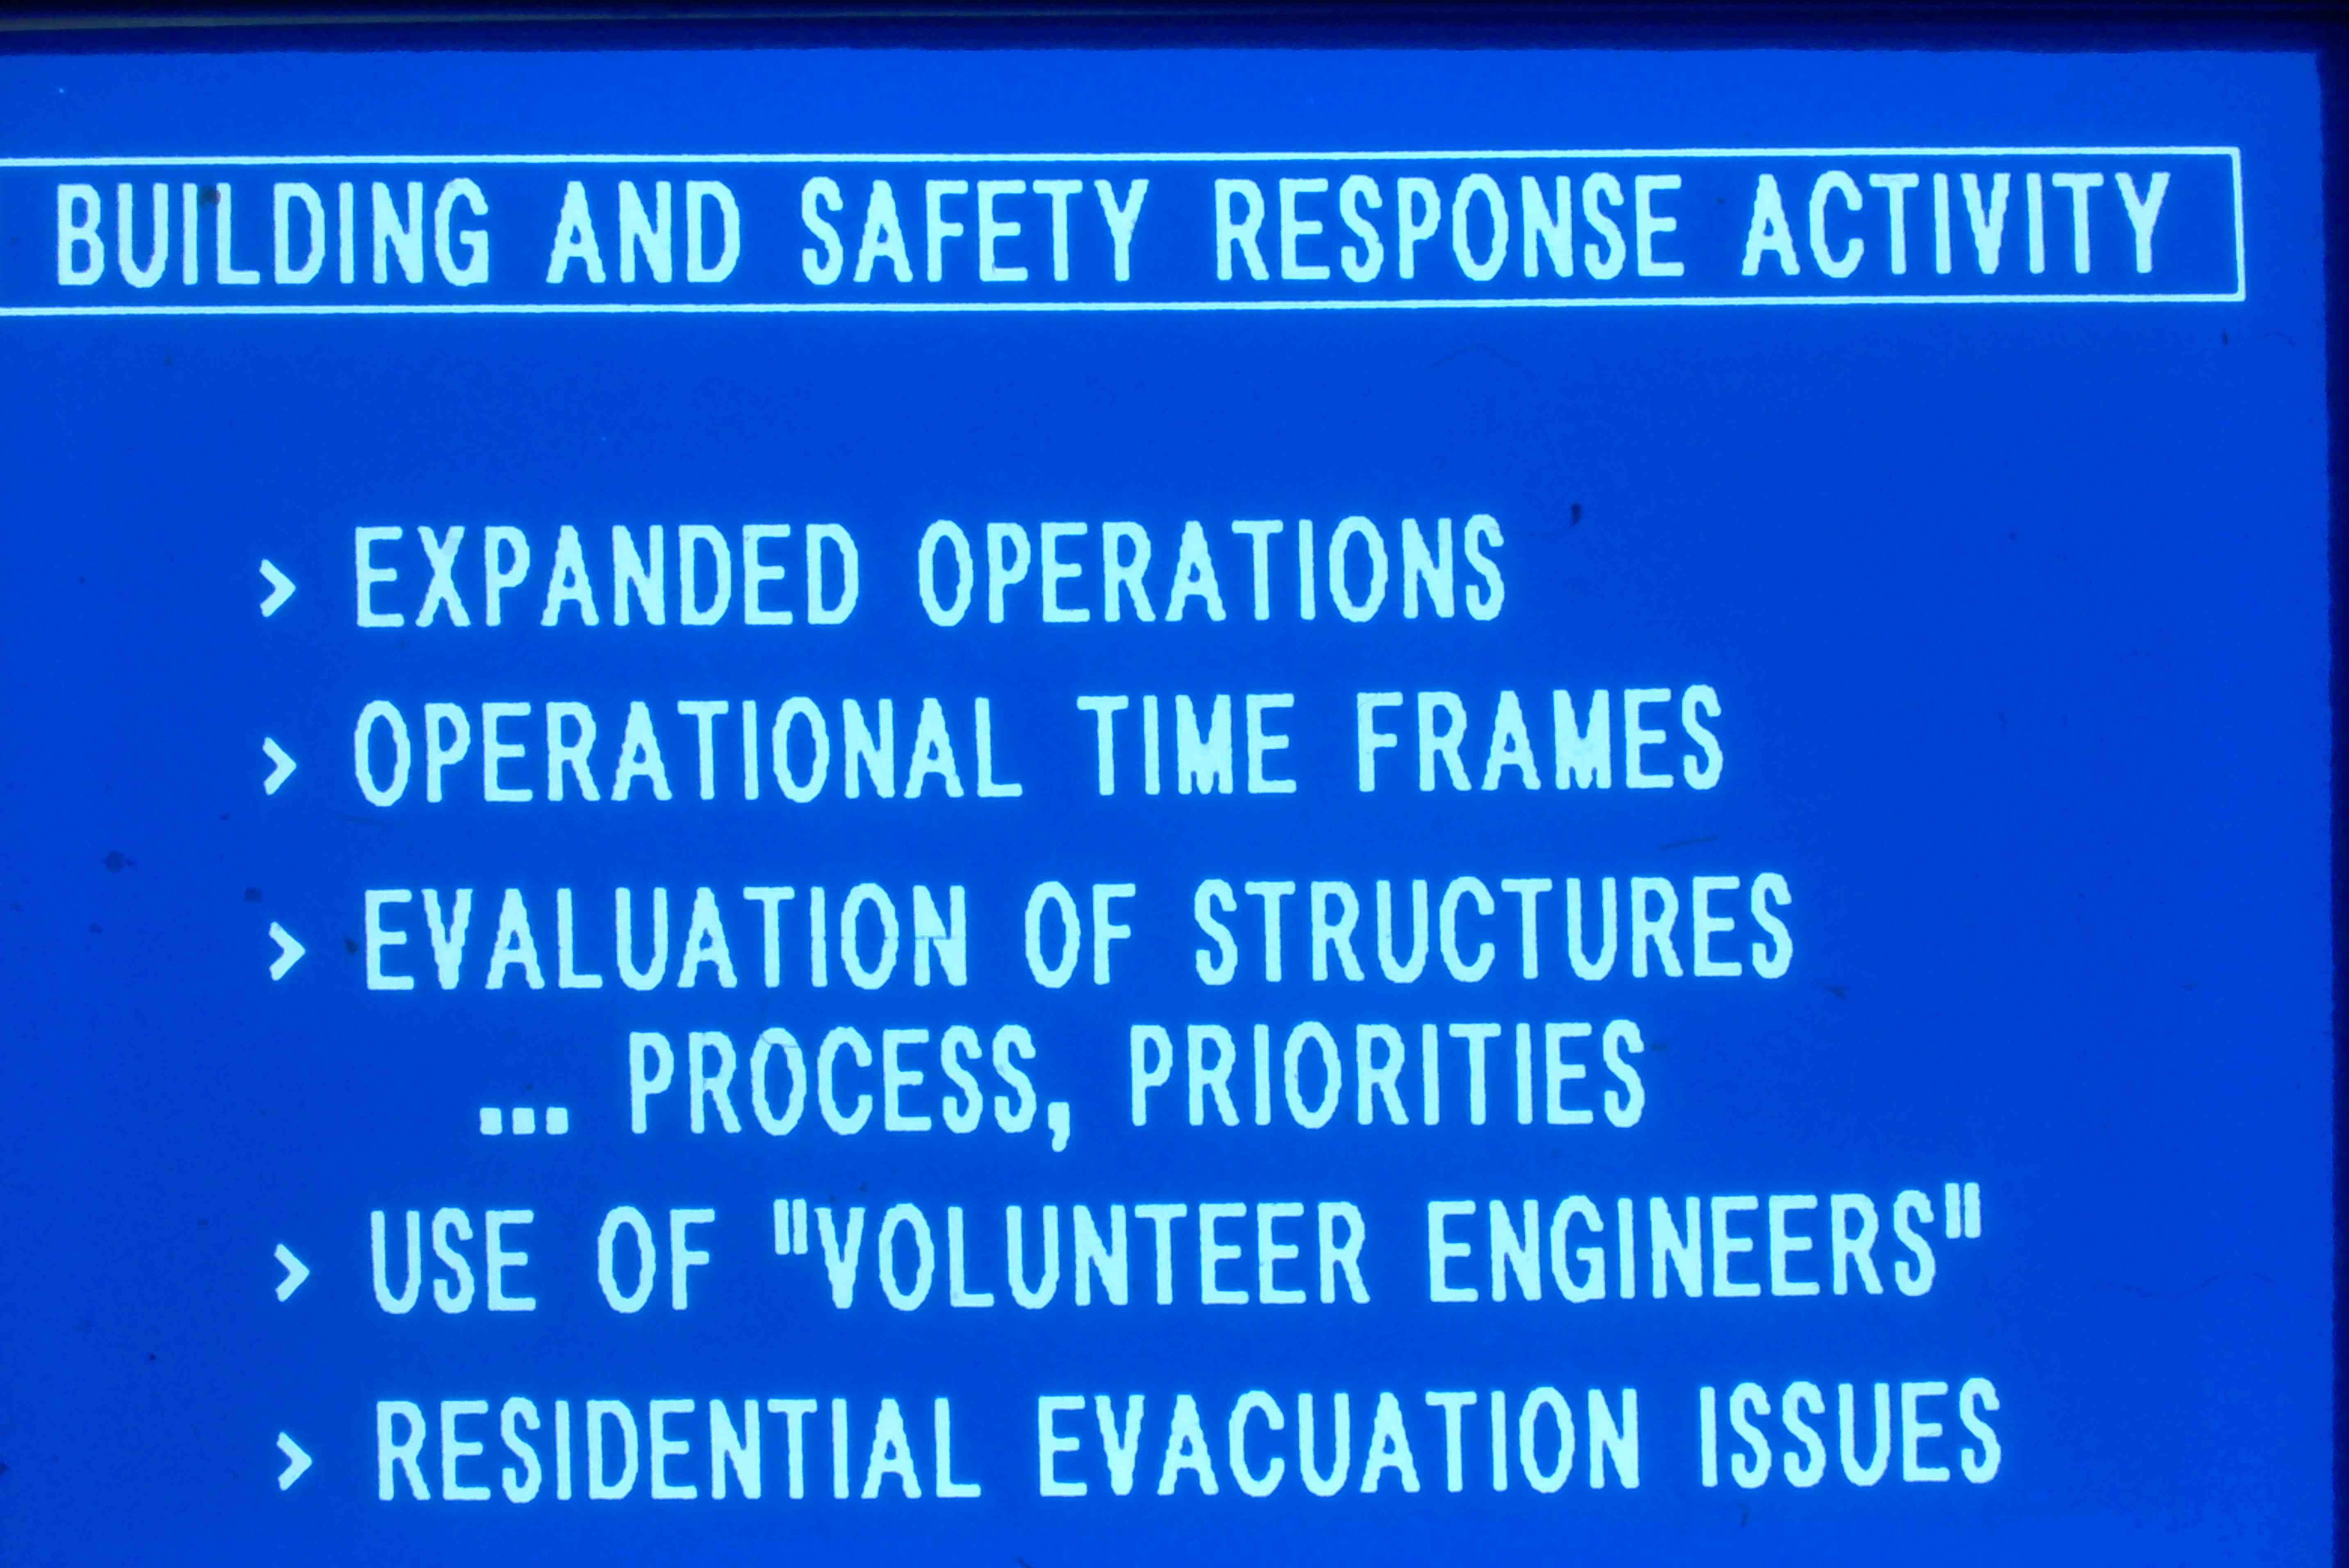 BUILDING AND SAFETY RESPONSE ACTIVITY
> EXPANDED OPERATIONS
> OPERATIONAL TIME FRAMES
> EVALUATION OF STRUCTURES
... PROCESS, PRIORITIES
> USE OF "VOLUNTEER ENGINEERS"
> RESIDENTIAL EVACUATION ISSUES